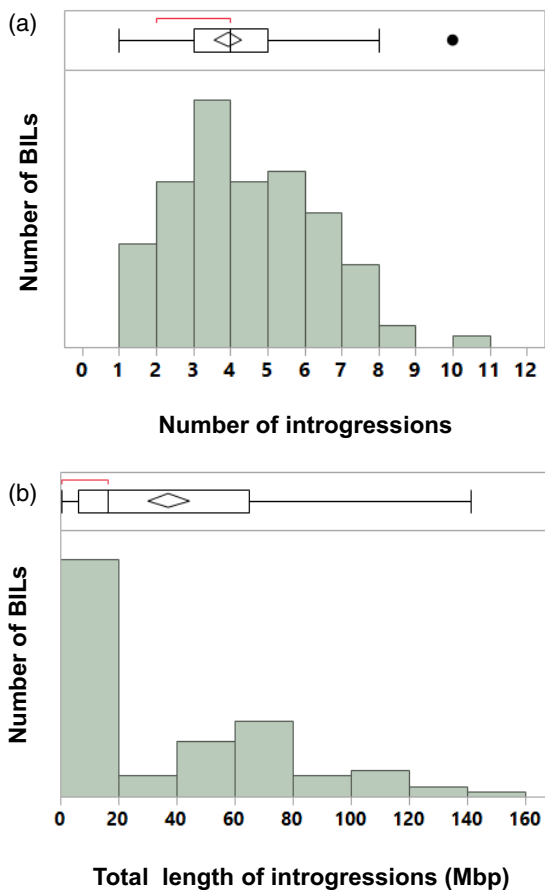 (a)
Number of BILs
0 1 2 3 4 5 6 7 8 9 10 11 12
Number of introgressions
(b)
Number of BILs
0 20 40 60 80 100 120 140 160
Total length of introgressions (Mbp)